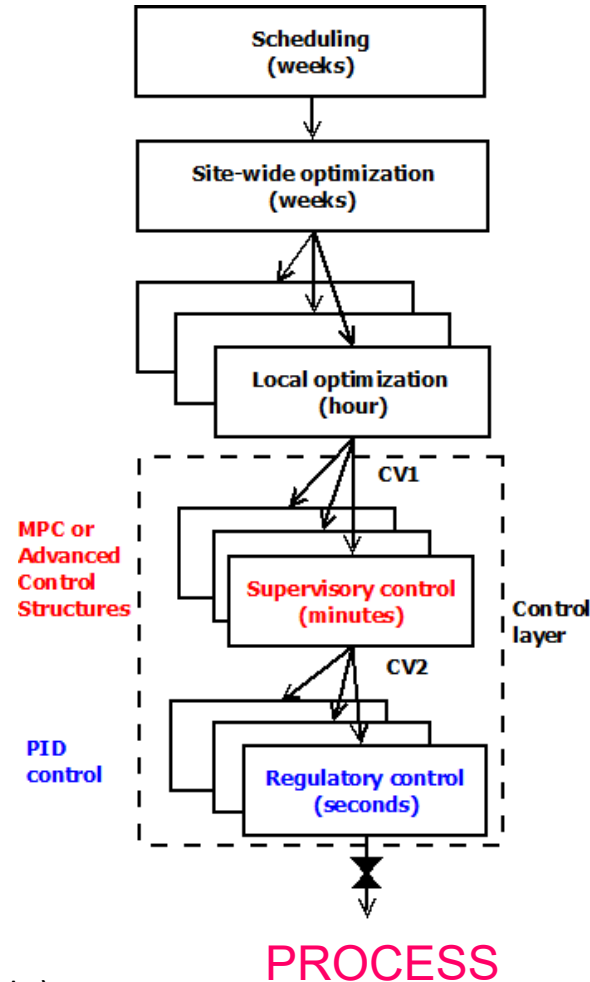 Scheduling
(weeks)
Site-wide optimization
(weeks)
Local optimization
(hour)
CV1
MPC or
Advanced
Control
Structures
Supervisory control
(minutes)
Control
layer
CV2
PID
control
Regulatory control
(seconds)
PROCESS